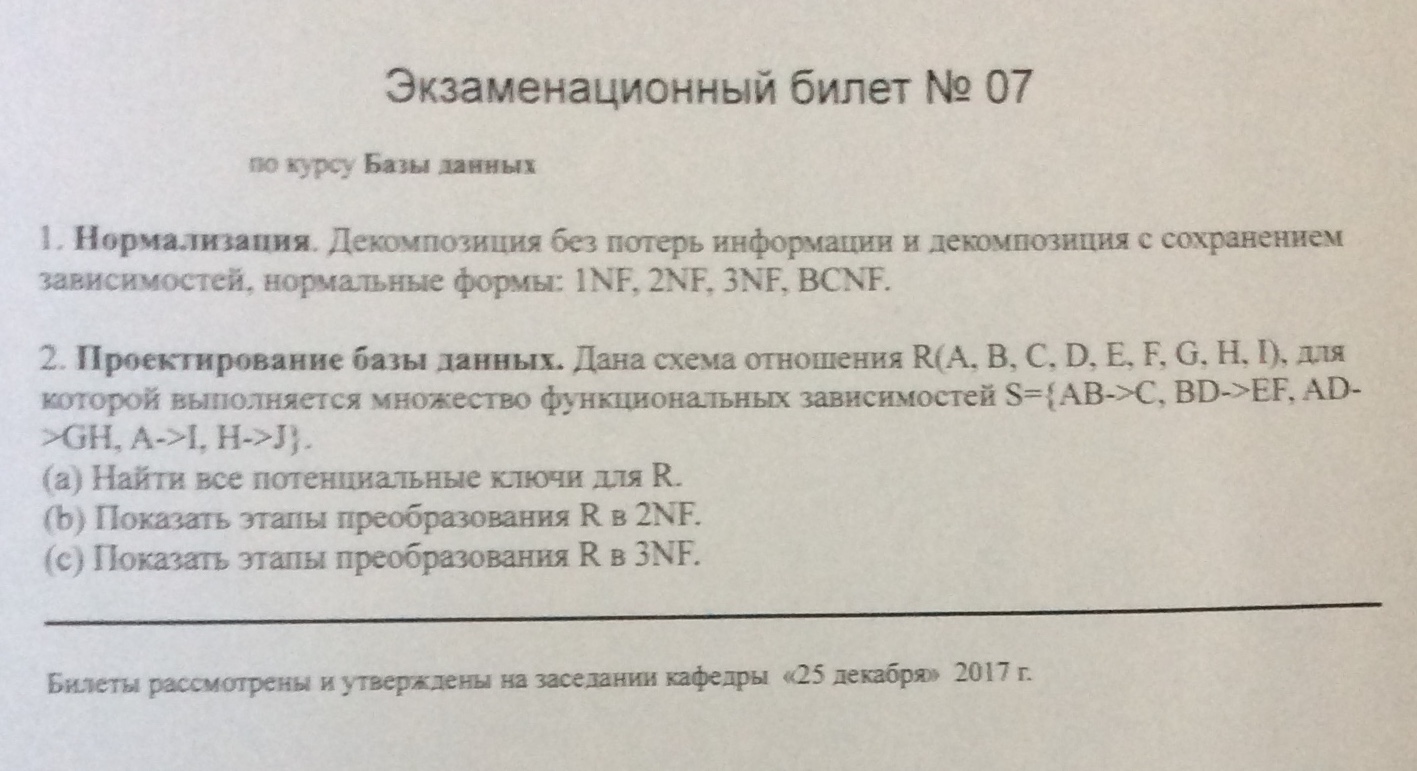 Экзаменационный билет № 07
по курсу Базы данных
1. Нормализация. Декомпозиция без потерь информации и декомпозиция с сохранением
зависимостей, нормальные формы: 1NF, 2NF, 3NF, BCNF.
2. Проектирование базы данных. Дана схема отношения R(A, B, C, D, E, F, G, H, I), для
которой выполняется множество функциональных зависимостей S={AB->C, BD->EF, AD-
>GH, A->I, H->J}.
(a) Найти все потенциальные ключи для R.
(b) Показать этапы преобразования R в 2NF.
(c) Показать этапы преобразования R в 3NF.
Билеты рассмотрены и утверждены на заседании кафедры «25 декабря» 2017 г.